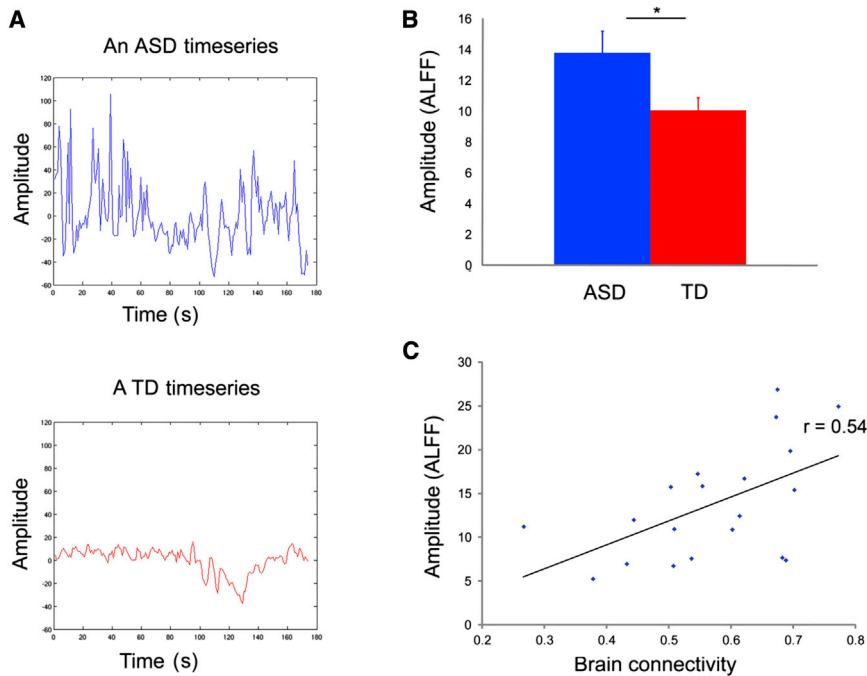 A
An ASD timeseries
Amplitude
120
100
80
60
40
20
0
-20
-40
-60
0 20 40 60 80 100 120 140 160 180
Time (s)
A TD timeseries
Amplitude
120
100
80
60
40
20
0
-20
-40
-60
0 20 40 60 80 100 120 140 160 180
Time (s)
B
Amplitude (ALFF)
16
14
12
10
8
6
4
2
0
*
ASD TD
C
Amplitude (ALFF)
30
25
20
15
10
5
0
r = 0.54
0.2 0.3 0.4 0.5 0.6 0.7 0.8
Brain connectivity